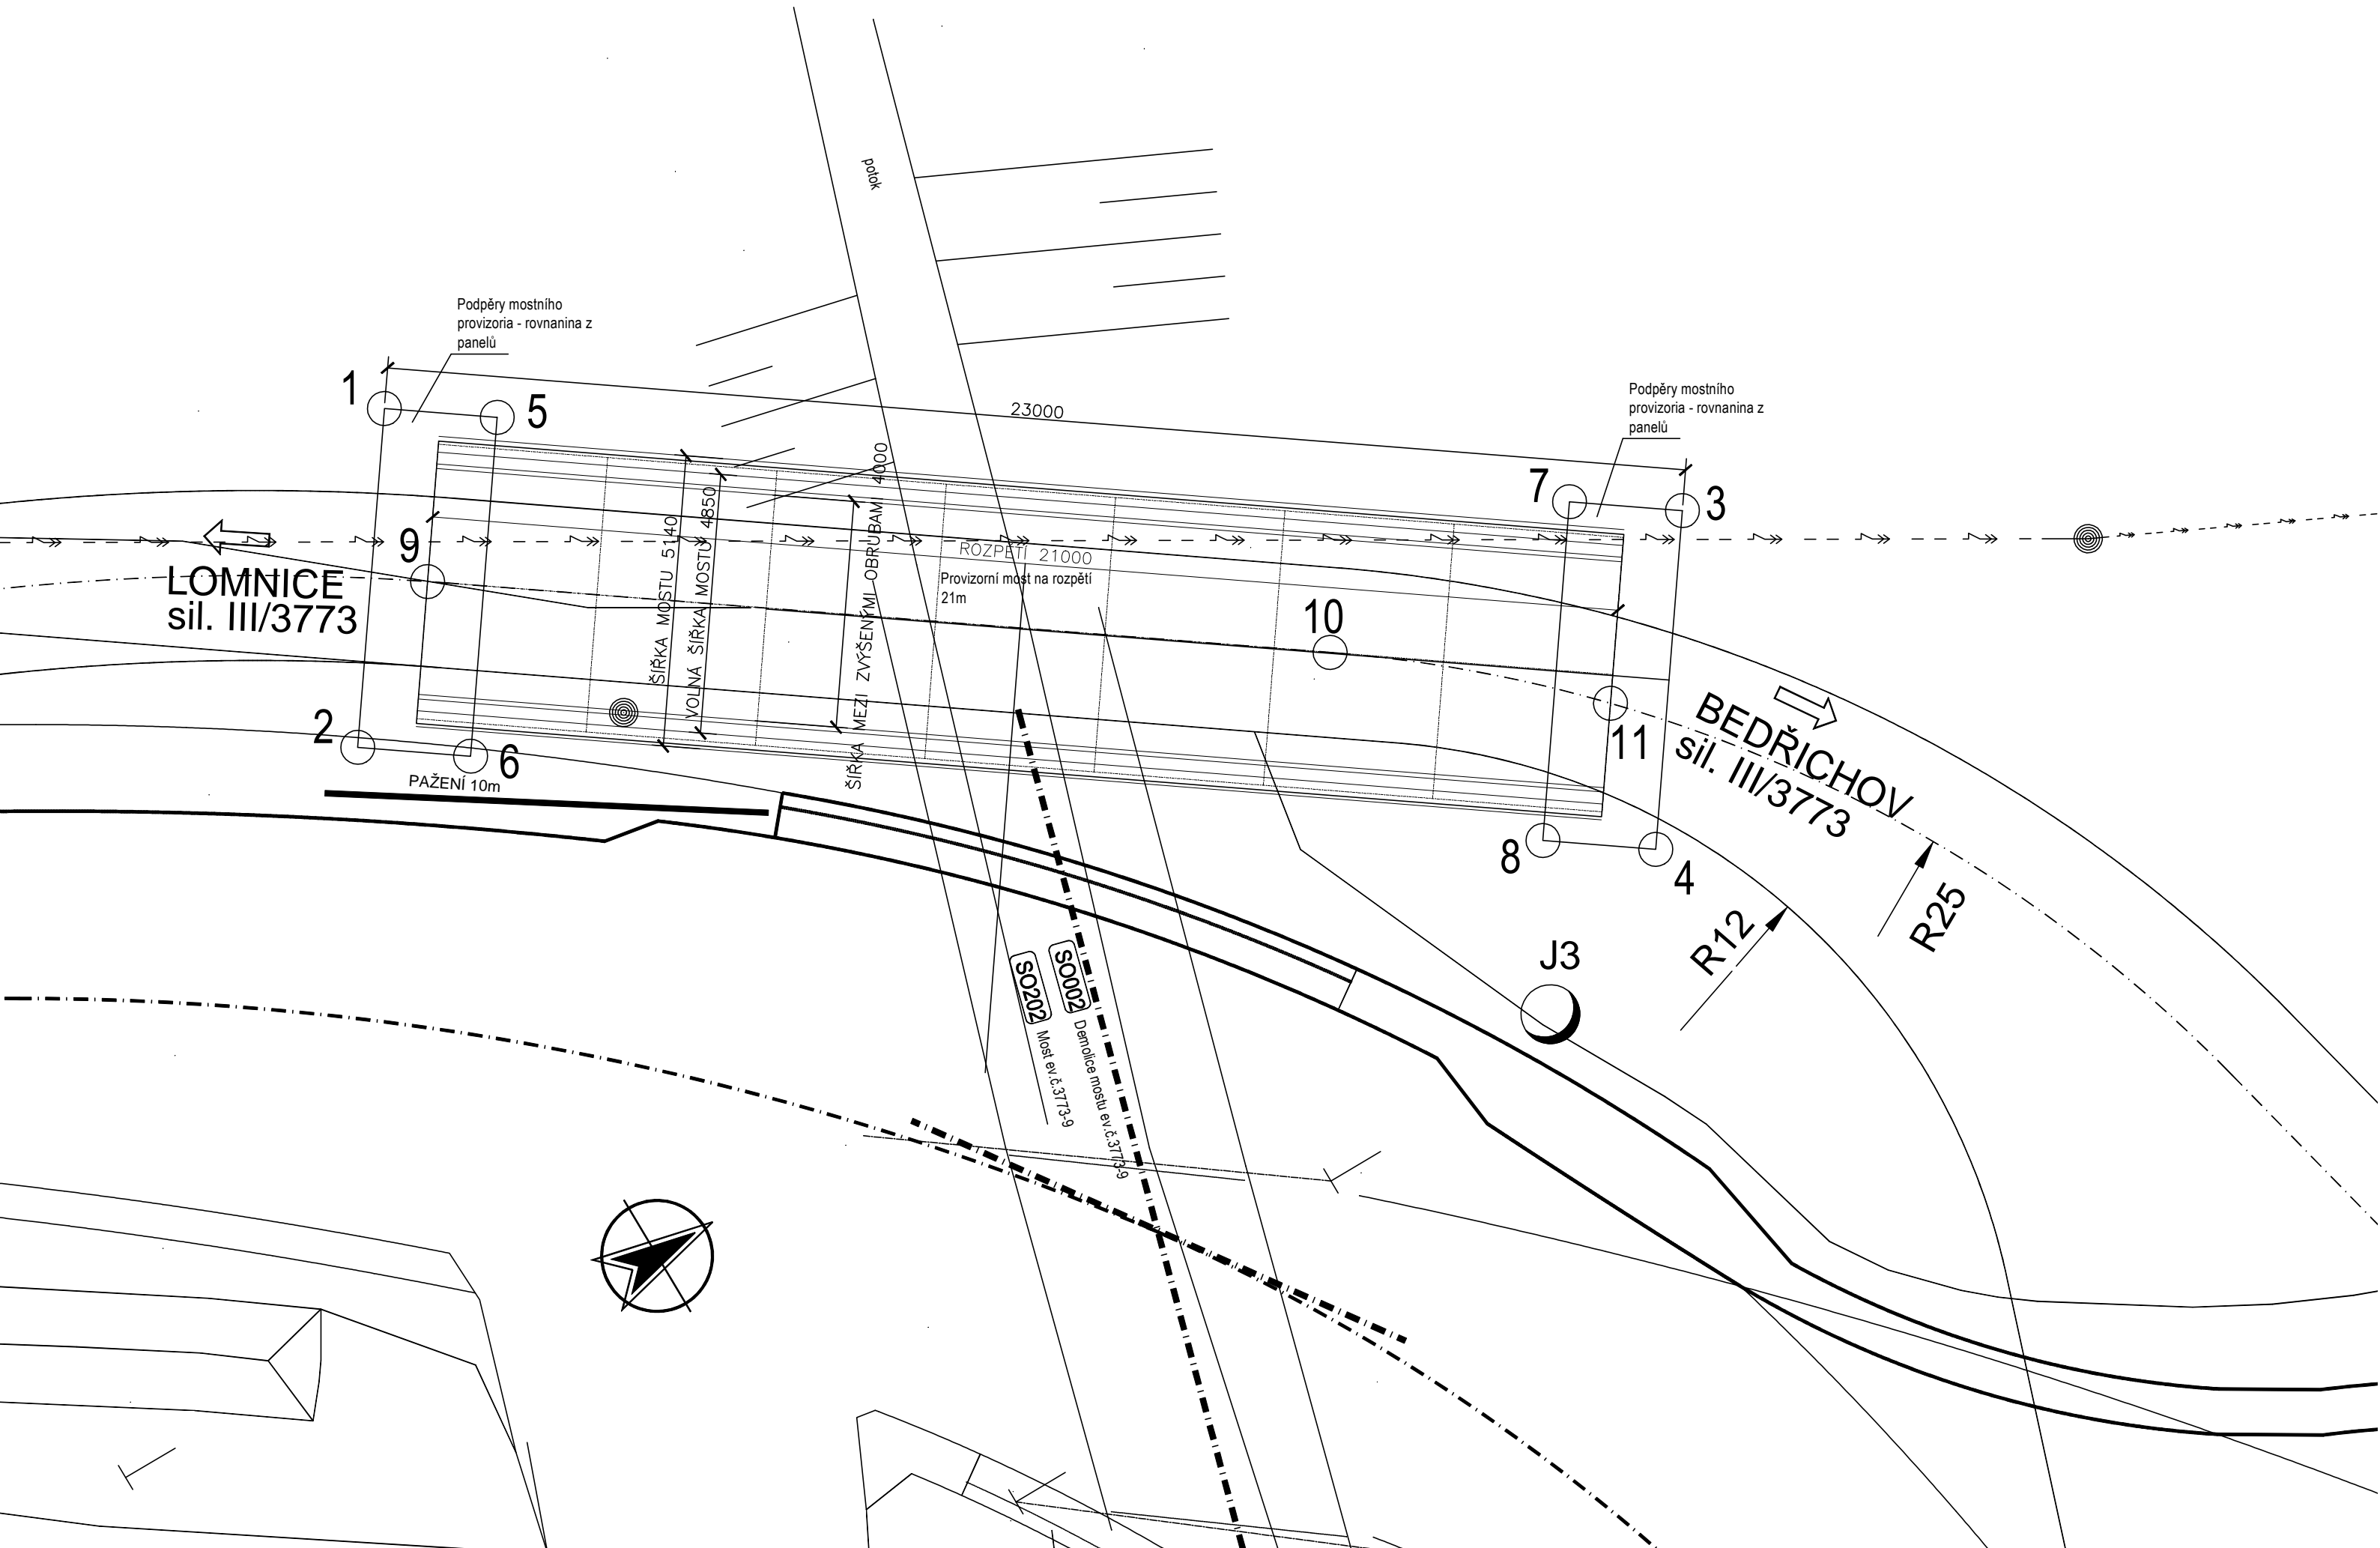 potok
Podpěry mostního
provizoria - rovnanina z
panelů
1
5
23000
Podpěry mostního
provizoria - rovnanina z
panelů
7
3
9
LOMNICE
sil. III/3773
ŠÍŘKA MOSTU 5140
VOLNÁ ŠÍŘKA MOSTU 4850
ŠÍŘKA MEZI ZVÝŠENÝMI OBRUBAMI 4000
ROZPĚTÍ 21000
Provizorní most na rozpětí
21m
10
11
BEDŘICHOV
sil. III/3773
2
6
PAŽENÍ 10m
8
4
R12
R25
J3
SO002 Demolice mostu ev.č.3773-9
SO202 Most ev.č.3773-9